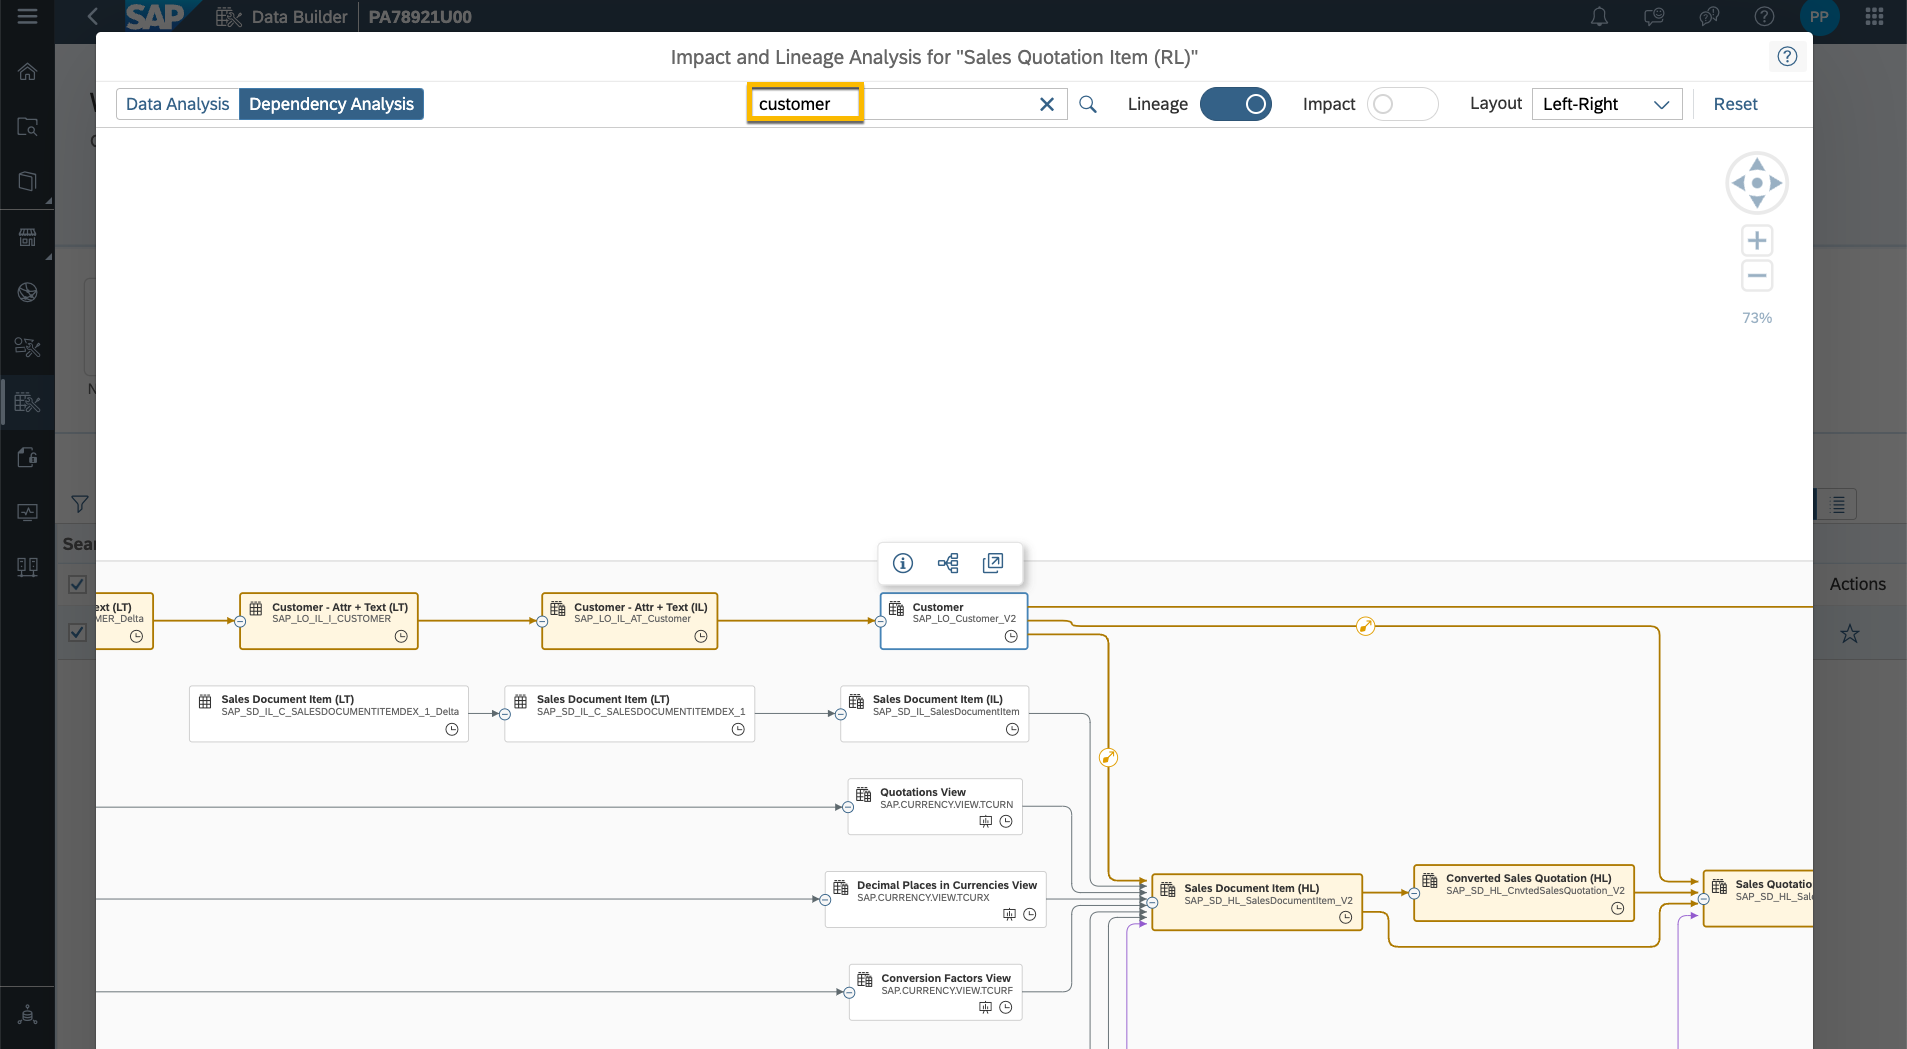 SAP
Data Builder
PA78921U00
PP
Impact and Lineage Analysis for "Sales Quotation Item (RL)"
Data Analysis
Dependency Analysis
customer
Lineage
Impact
Layout
Left-Right
Reset
73%
Sear
Actions
ext (LT)
MER_Delta
Customer - Attr + Text (LT)
SAP_LO_IL_I_CUSTOMER
Customer - Attr + Text (IL)
SAP_LO_IL_AT_Customer
Customer
SAP_LO_Customer_V2
Sales Document Item (LT)
SAP_SD_IL_C_SALESDOCUMENTITEMDEX_1_Delta
Sales Document Item (LT)
SAP_SD_IL_C_SALESDOCUMENTITEMDEX_1
Sales Document Item (IL)
SAP_SD_IL_SalesDocumentItem
Quotations View
SAP.CURRENCY.VIEW.TCURN
Decimal Places in Currencies View
SAP.CURRENCY.VIEW.TCURX
Sales Document Item (HL)
SAP_SD_HL_SalesDocumentItem_V2
Converted Sales Quotation (HL)
SAP_SD_HL_CnvtedSalesQuotation_V2
Sales Quotatio
SAP_SD_HL_Sal
Conversion Factors View
SAP.CURRENCY.VIEW.TCURF